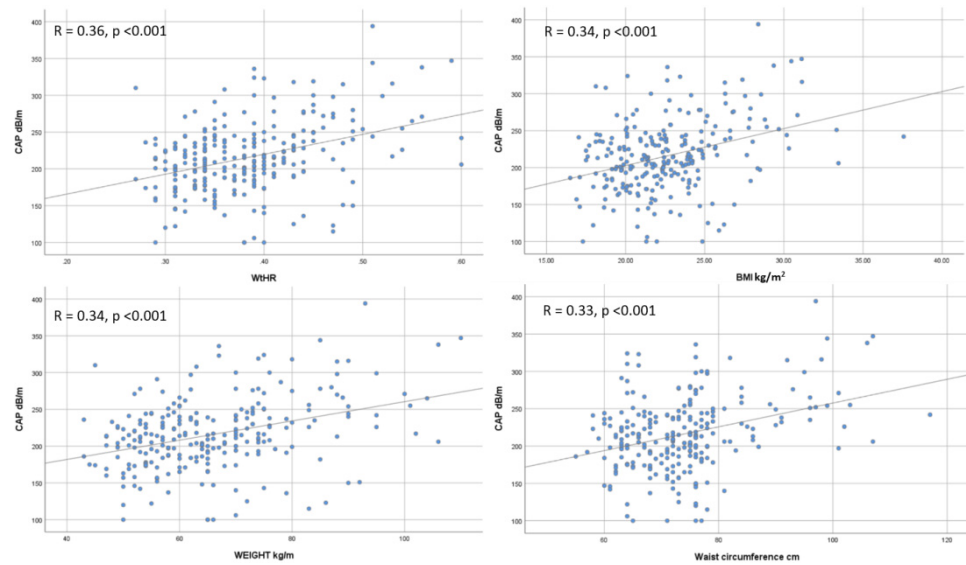 R = 0.36, p <0.001
CAP dB/m
400
350
300
250
200
150
100
.20 .30 .40 .50 .60
WtHR
R = 0.34, p <0.001
CAP dB/m
400
350
300
250
200
150
100
15.00 20.00 25.00 30.00 35.00 40.00
BMI kg/m²
R = 0.34, p <0.001
CAP dB/m
400
350
300
250
200
150
100
40 60 80 100
WEIGHT kg/m
R = 0.33, p <0.001
CAP dB/m
400
350
300
250
200
150
100
60 80 100 120
Waist circumference cm